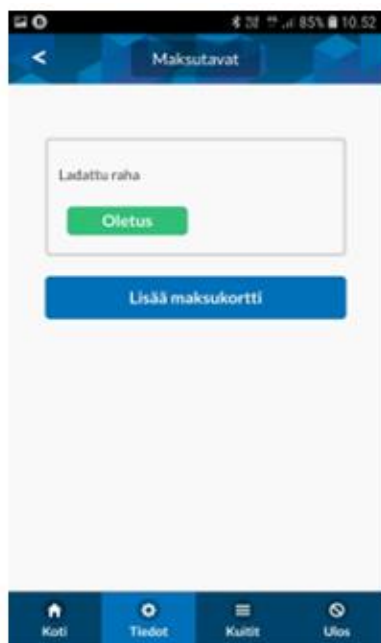 85% 10.52
Maksutavat
Ladattu raha
Oletus
Lisää maksukortti
Koti Tiedot Kuitit Ulos